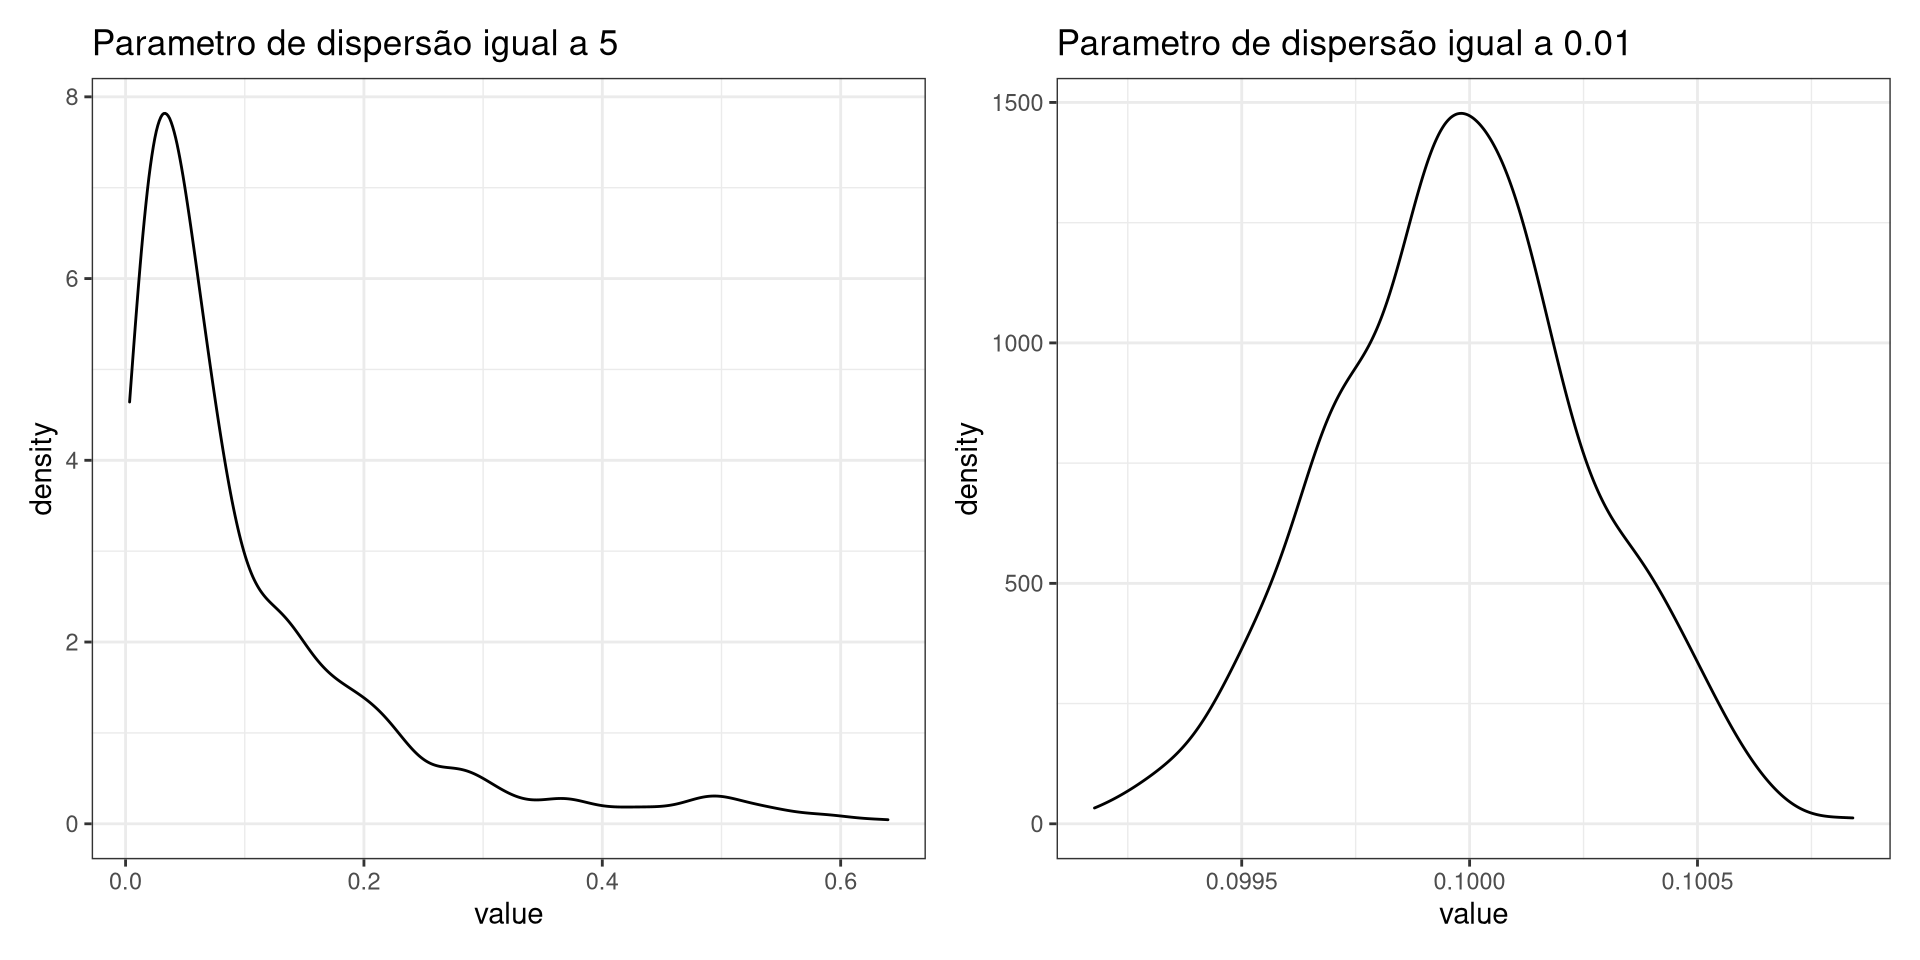 Parametro de dispersão igual a 5
8
6
4
2
0
density
0.0
0.2
0.4
0.6
value
Parametro de dispersão igual a 0.01
1500
1000
500
0
density
0.0995
0.1000
0.1005
value